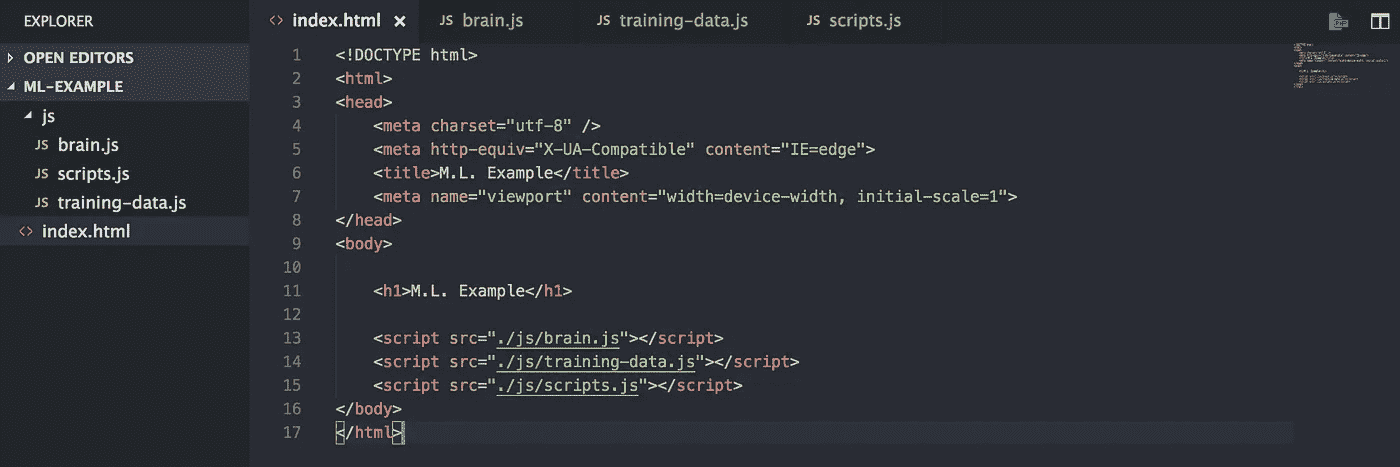 EXPLORER
OPEN EDITORS
ML-EXAMPLE
js
JS brain.js
JS scripts.js
JS training-data.js
<> index.html
<> index.html × JS brain.js JS training-data.js JS scripts.js
1 <!DOCTYPE html>
2 <html>
3 <head>
4     <meta charset="utf-8" />
5     <meta http-equiv="X-UA-Compatible" content="IE=edge">
6     <title>M.L. Example</title>
7     <meta name="viewport" content="width=device-width, initial-scale=1">
8 </head>
9 <body>
10
11     <h1>M.L. Example</h1>
12
13     <script src="./js/brain.js"></script>
14     <script src="./js/training-data.js"></script>
15     <script src="./js/scripts.js"></script>
16 </body>
17 </html>